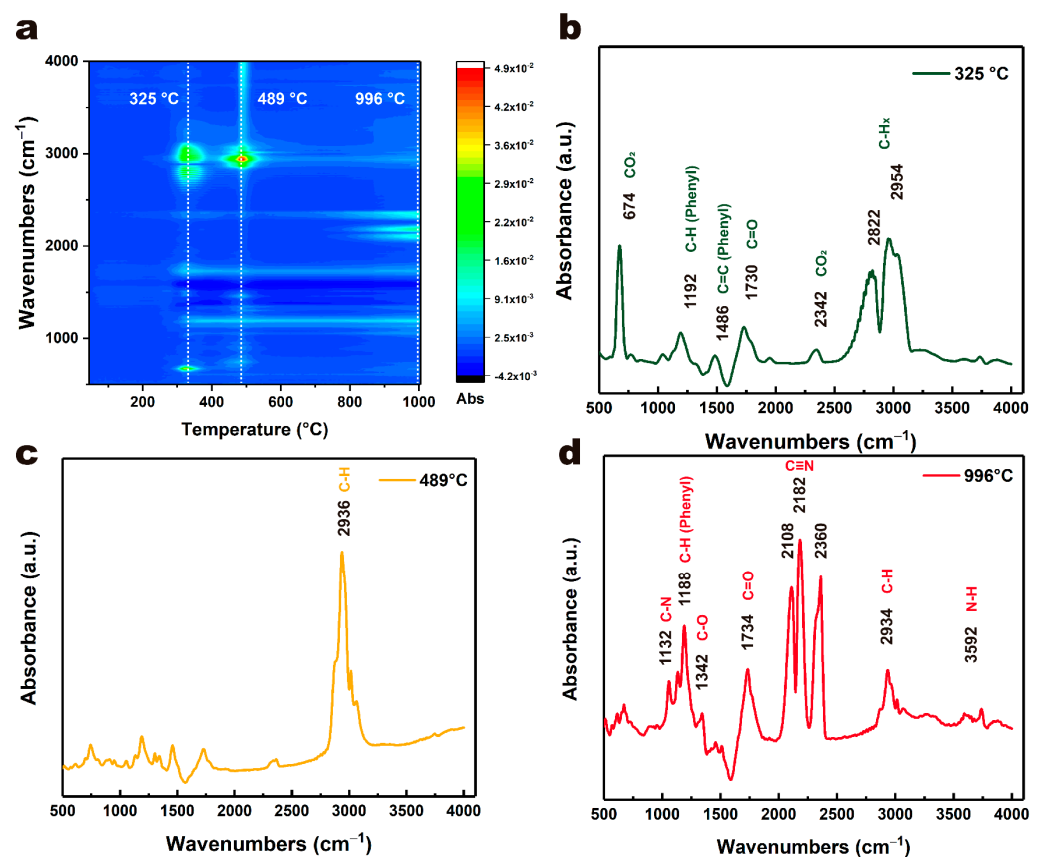 a
Wavenumbers (cm⁻¹)
4000
3000
2000
1000
325 °C
489 °C
996 °C
200
400
600
800
1000
Temperature (°C)
4.9x10⁻²
4.2x10⁻²
3.6x10⁻²
2.9x10⁻²
2.2x10⁻²
1.6x10⁻²
9.1x10⁻³
2.5x10⁻³
-4.2x10⁻³
Abs
b
Absorbance (a.u.)
325 °C
674 CO₂
1192 C-H (Phenyl)
1486 C=C (Phenyl)
1730 C=O
2342 CO₂
2822
C-Hx
2954
500 1000 1500 2000 2500 3000 3500 4000
Wavenumbers (cm⁻¹)
c
Absorbance (a.u.)
489°C
2936 C-H
500 1000 1500 2000 2500 3000 3500 4000
Wavenumbers (cm⁻¹)
d
Absorbance (a.u.)
996°C
1132 C-N
1188 C-H (Phenyl)
1342 C-O
1734 C=O
C≡N
2108
2182
2360
2934 C-H
3592 N-H
500 1000 1500 2000 2500 3000 3500 4000
Wavenumbers (cm⁻¹)